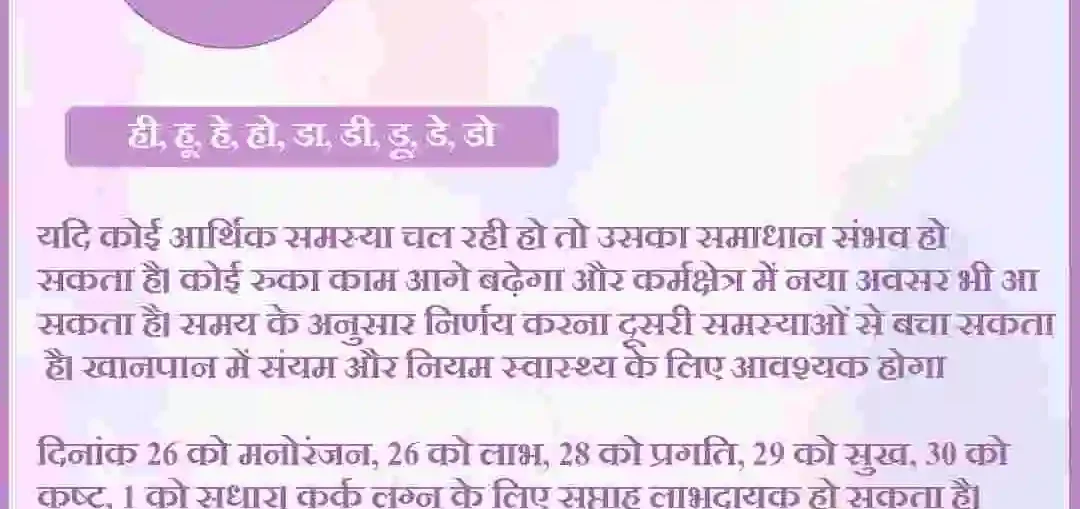 ही, हू, हे, हो, डा, डी, डू, डे, डो
यदि कोई आर्थिक समस्या चल रही हो तो उसका समाधान संभव हो
सकता है। कोई रुका काम आगे बढ़ेगा और कर्मक्षेत्र में नया अवसर भी आ
सकता है। समय के अनुसार निर्णय करना दूसरी समस्याओं से बचा सकता
है। खानपान में संयम और नियम स्वास्थ्य के लिए आवश्यक होगा
दिनांक 26 को मनोरंजन, 26 को लाभ, 28 को प्रगति, 29 को सुख, 30 को
कष्ट, 1 को सुधार। कर्क लग्न के लिए सप्ताह लाभदायक हो सकता है।